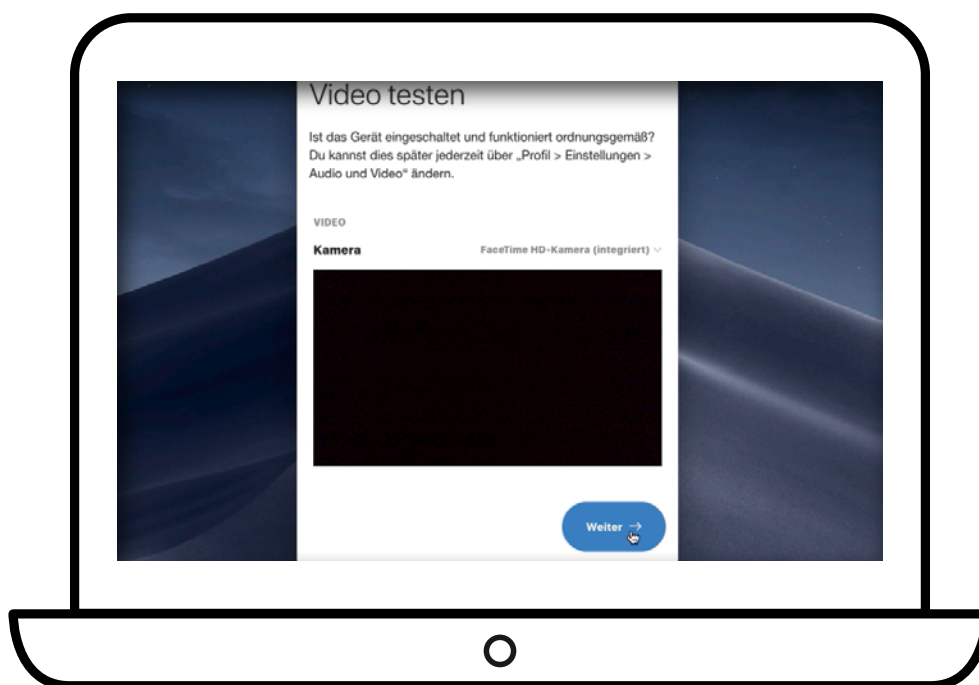 Video testen
Ist das Gerät eingeschaltet und funktioniert ordnungsgemäß?
Du kannst dies später jederzeit über „Profil > Einstellungen >
Audio und Video“ ändern.
VIDEO
Kamera FaceTime HD-Kamera (integriert)
Weiter →